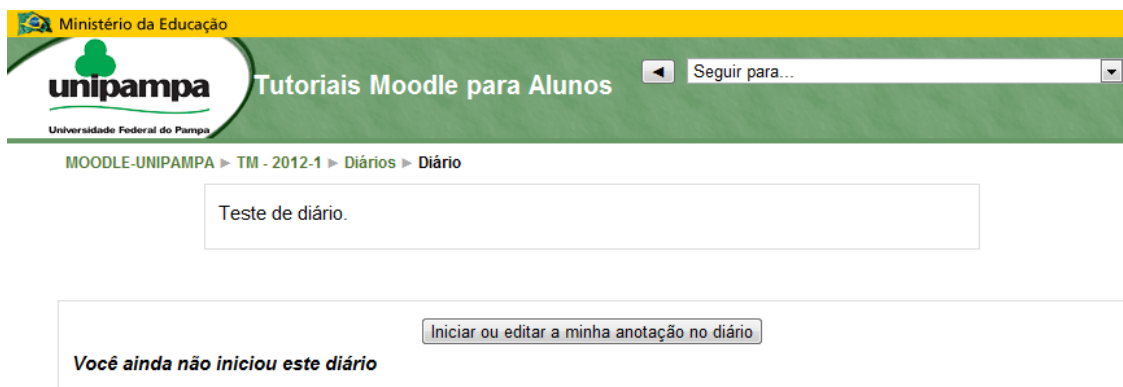 Ministério da Educação
unipampa
Universidade Federal do Pampa
Tutoriais Moodle para Alunos
◄ Seguir para...
MOODLE-UNIPAMPA ► TM - 2012-1 ► Diários ► Diário
Teste de diário.
Iniciar ou editar a minha anotação no diário
Você ainda não iniciou este diário